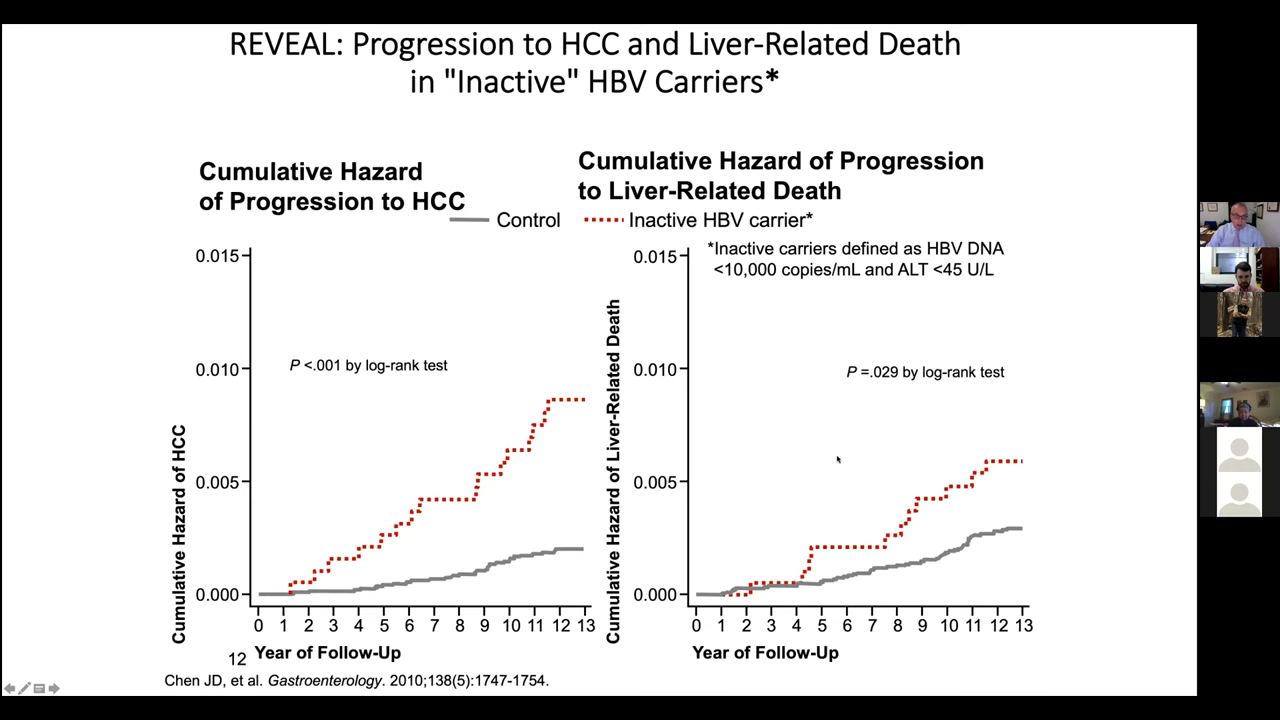 REVEAL: Progression to HCC and Liver-Related Death
in "Inactive" HBV Carriers*
Cumulative Hazard
of Progression to HCC
Cumulative Hazard of Progression
to Liver-Related Death
Control
Inactive HBV carrier*
*Inactive carriers defined as HBV DNA
<10,000 copies/mL and ALT <45 U/L
Cumulative Hazard of HCC
0.015
0.010
0.005
0.000
P <.001 by log-rank test
0 1 2 3 4 5 6 7 8 9 10 11 12 13
Year of Follow-Up
Cumulative Hazard of Liver-Related Death
0.015
0.010
0.005
0.000
P =.029 by log-rank test
0 1 2 3 4 5 6 7 8 9 10 11 12 13
Year of Follow-Up
12
Chen JD, et al. Gastroenterology. 2010;138(5):1747-1754.